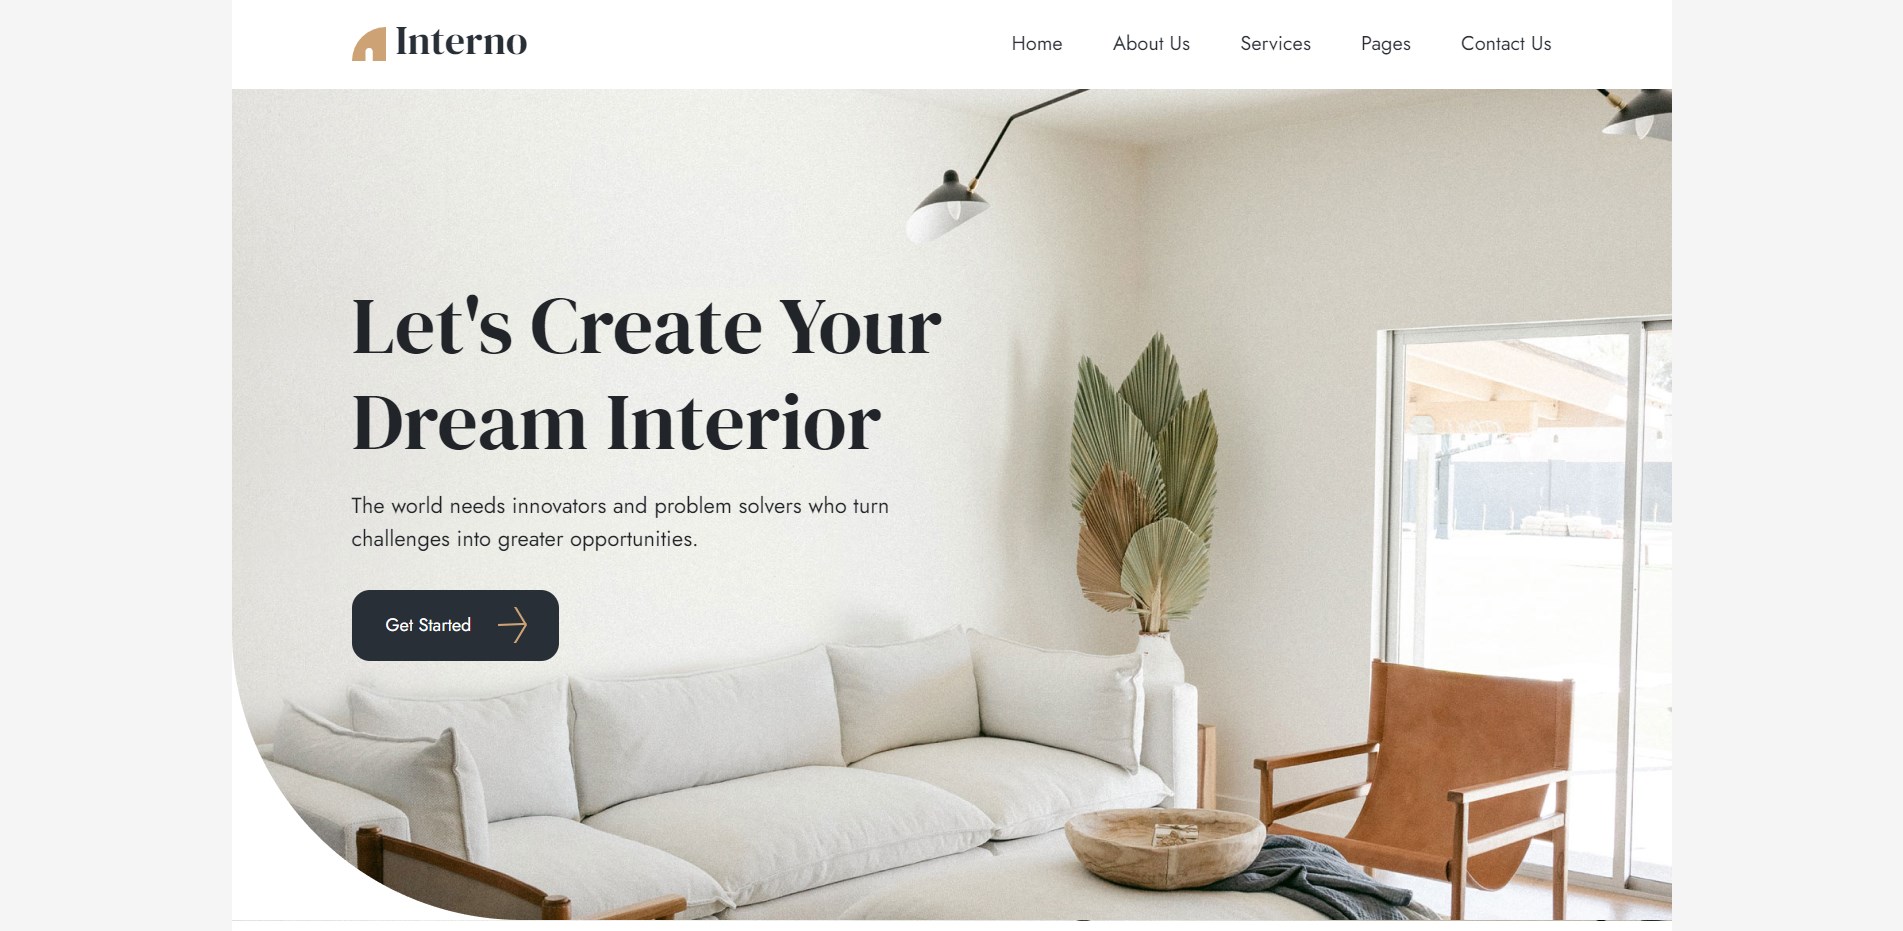 Interno
Home About Us Services Pages Contact Us
Let's Create Your
Dream Interior
The world needs innovators and problem solvers who turn
challenges into greater opportunities.
Get Started